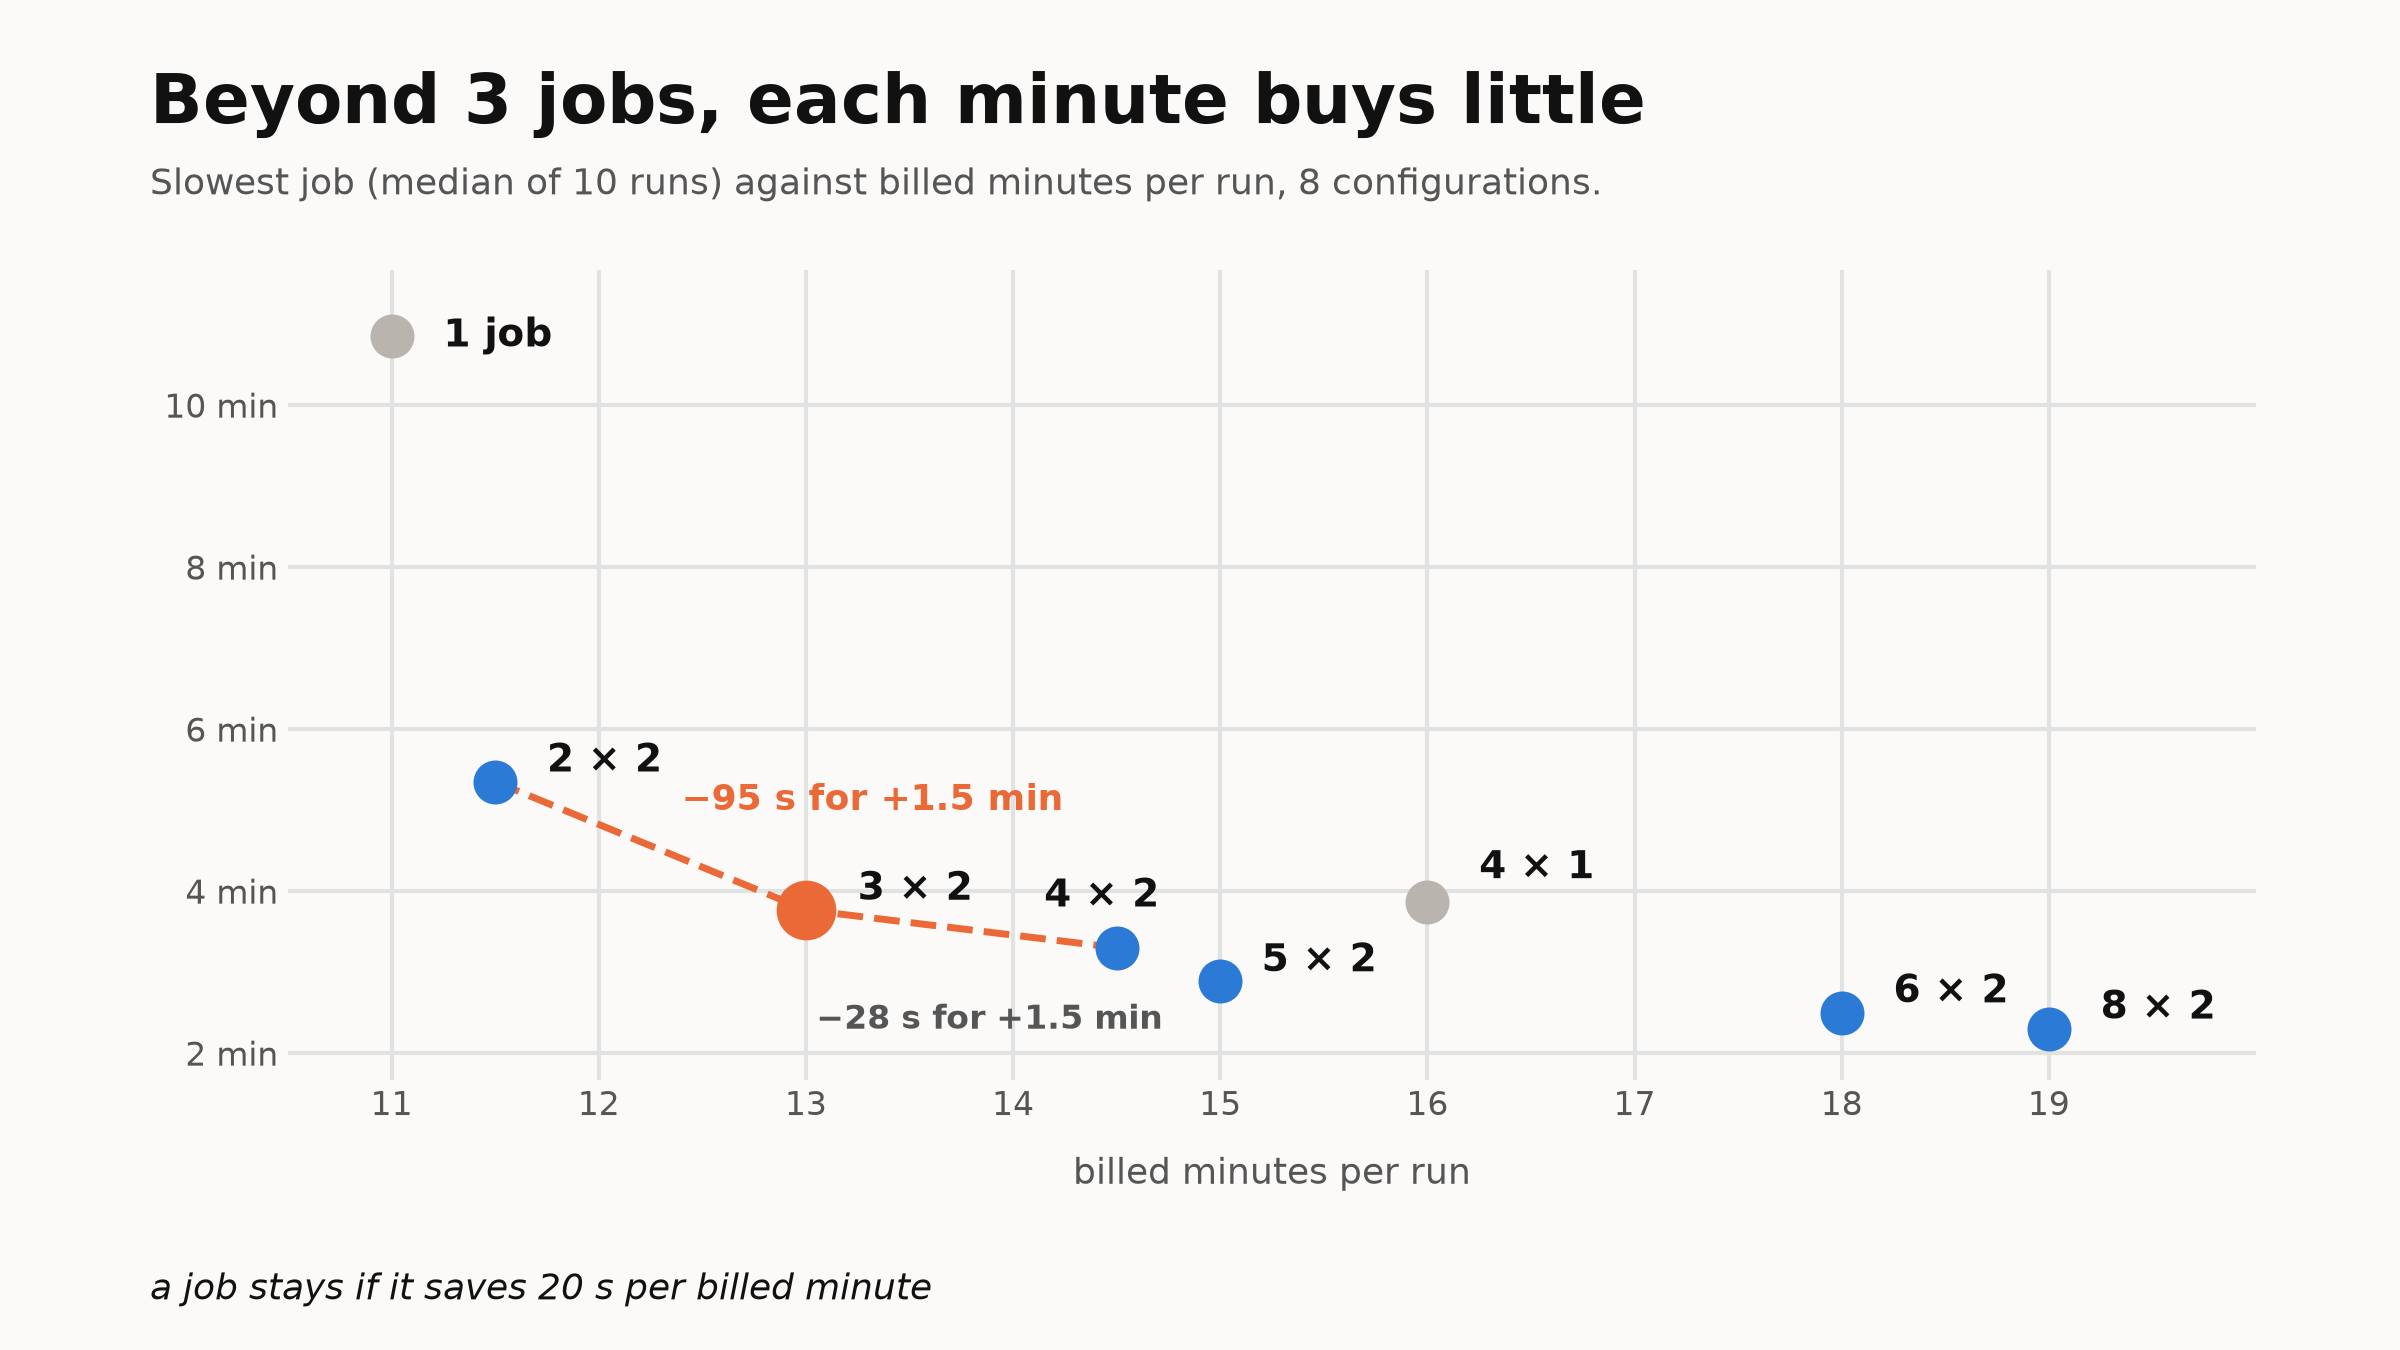 Beyond 3 jobs, each minute buys little
Slowest job (median of 10 runs) against billed minutes per run, 8 configurations.
1 job
10 min
8 min
6 min
2 × 2
−95 s for +1.5 min
4 × 1
4 min
3 × 2
4 × 2
5 × 2
6 × 2
8 × 2
−28 s for +1.5 min
2 min
11 12 13 14 15 16 17 18 19
billed minutes per run
a job stays if it saves 20 s per billed minute